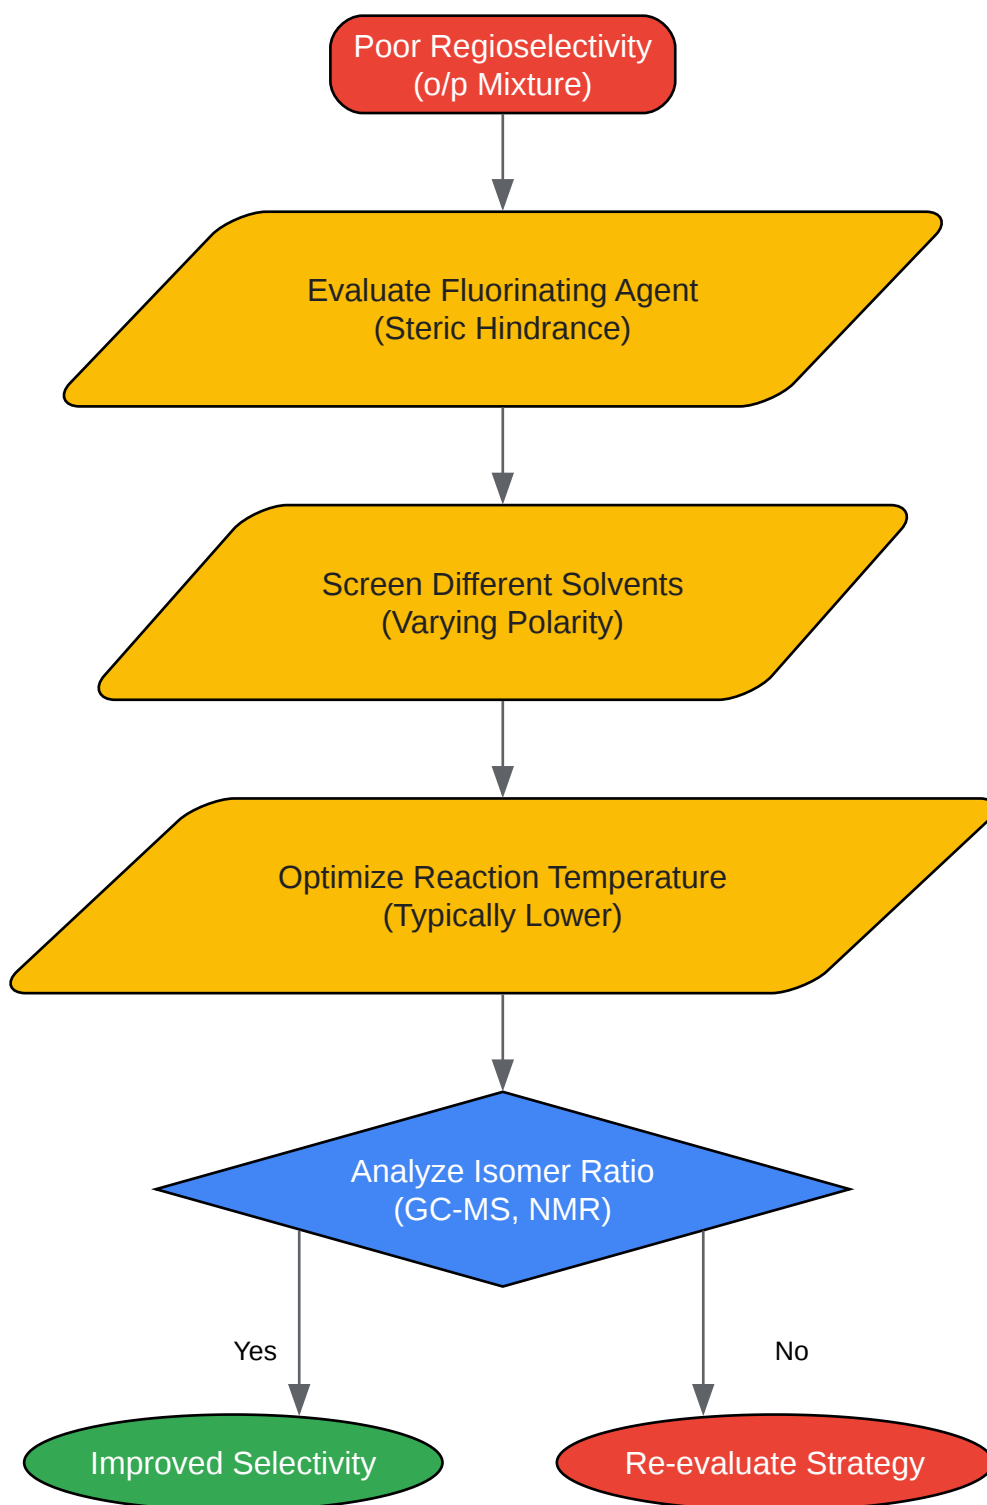 Poor Regioselectivity
(o/p Mixture)
Evaluate Fluorinating Agent
(Steric Hindrance)
Screen Different Solvents
(Varying Polarity)
Optimize Reaction Temperature
(Typically Lower)
Analyze Isomer Ratio
(GC-MS, NMR)
Yes
No
Improved Selectivity
Re-evaluate Strategy